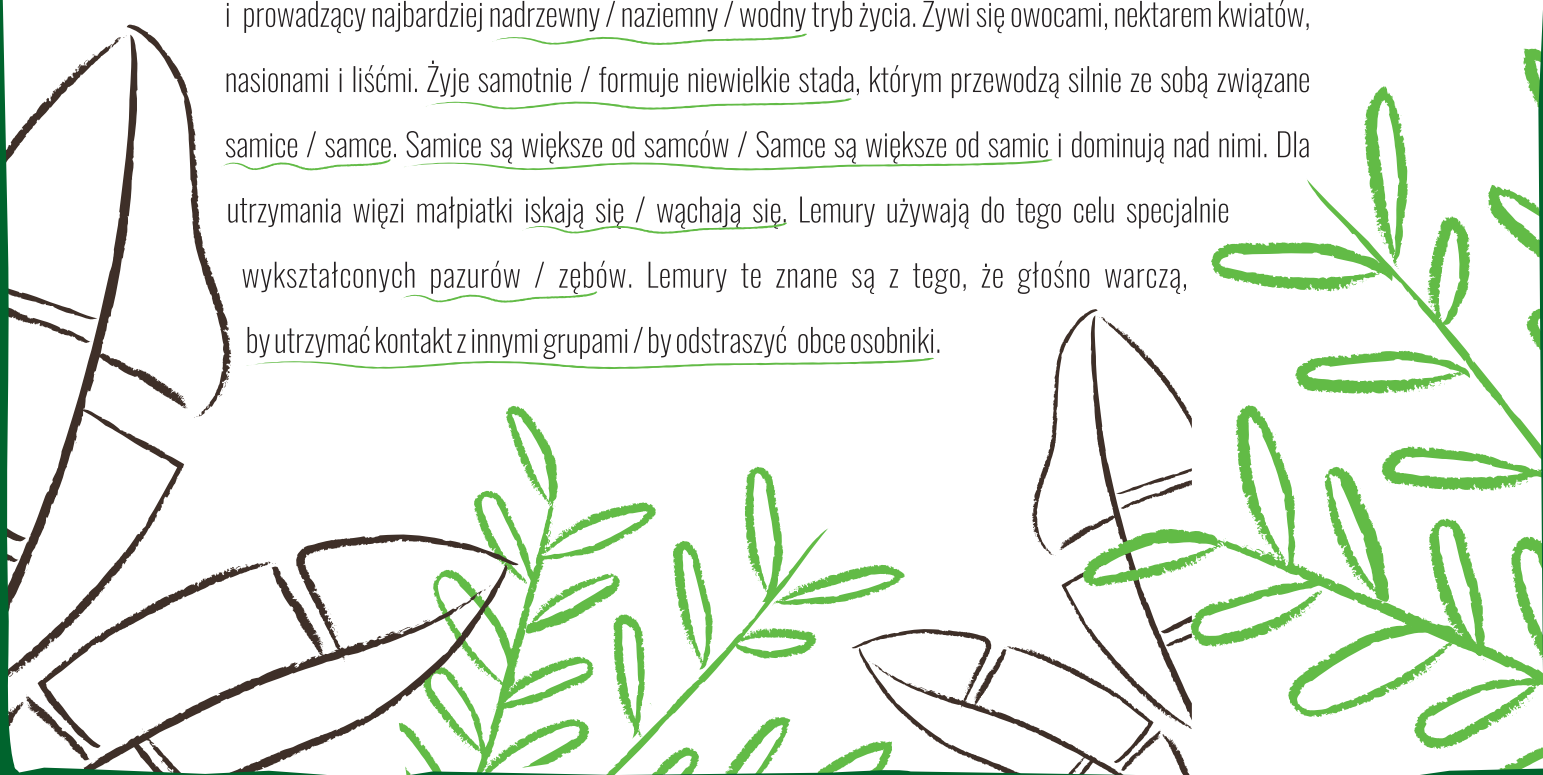 i prowadzący najbardziej nadrzewny / naziemny / wodny tryb życia. Żywi się owocami, nektarem kwiatów,
nasionami i liśćmi. Żyje samotnie / formuje niewielkie stada, którym przewodzą silnie ze sobą związane
samice / samce. Samice są większe od samców / Samce są większe od samic i dominują nad nimi. Dla
utrzymania więzi małpiatki iskają się / wąchają się. Lemury używają do tego celu specjalnie
wykształconych pazurów / zębów. Lemury te znane są z tego, że głośno warczą,
by utrzymać kontakt z innymi grupami / by odstraszyć obce osobniki.